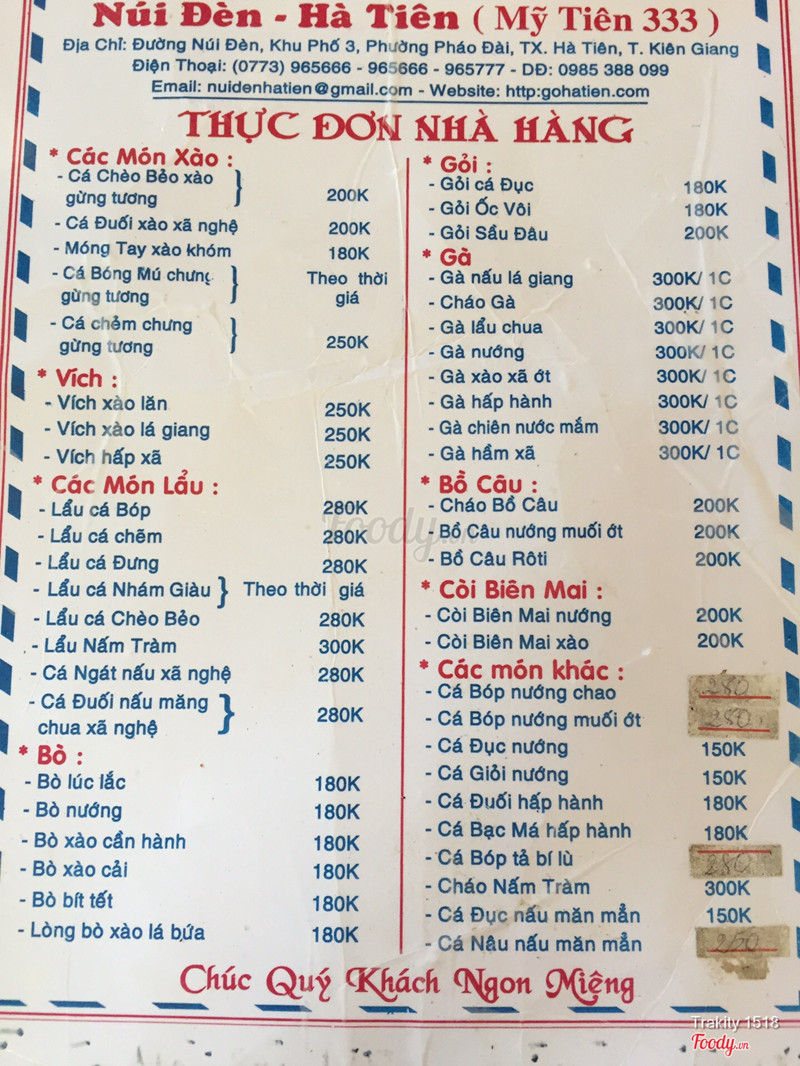 Núi Đèn - Hà Tiên ( Mỹ Tiên 333 )
Địa Chỉ: Đường Núi Đèn, Khu Phố 3, Phường Pháo Đài, TX. Hà Tiên, T. Kiên Giang
Điện Thoại: (0773) 965666 - 965666 - 965777 - DĐ: 0985 388 099
Email: nuidenhatien@gmail.com - Website: http:gohatien.com
THỰC ĐƠN NHÀ HÀNG
* Các Món Xào :
- Cá Chèo Bẻo xào
gừng tương } 200K
- Cá Đuối xào xã nghệ 200K
- Móng Tay xào khóm 180K
- Cá Bóng Mú chưng } Theo thời
gừng tương giá
- Cá chẻm chưng
gừng tương } 250K
* Vích :
- Vích xào lăn 250K
- Vích xào lá giang 250K
- Vích hấp xã 250K
* Các Món Lẩu :
- Lẩu cá Bóp 280K
- Lẩu cá chẽm 280K
- Lẩu cá Đưng 280K
- Lẩu cá Nhám Giàu } Theo thời giá
- Lẩu cá Chèo Bẻo 280K
- Lẩu Nấm Tràm 300K
- Cá Ngát nấu xã nghệ 280K
- Cá Đuối nấu măng
chua xã nghệ } 280K
* Bò :
- Bò lúc lắc 180K
- Bò nướng 180K
- Bò xào cần hành 180K
- Bò xào cải 180K
- Bò bít tết 180K
- Lòng bò xào lá bứa 180K
* Gỏi :
- Gỏi cá Đục 180K
- Gỏi Ốc Vôi 180K
- Gỏi Sầu Đâu 200K
* Gà
- Gà nấu lá giang 300K/ 1C
- Cháo Gà 300K/ 1C
- Gà lẩu chua 300K/ 1C
- Gà nướng 300K/ 1C
- Gà xào xã ớt 300K/ 1C
- Gà hấp hành 300K/ 1C
- Gà chiên nước mắm 300K/ 1C
- Gà hầm xã 300K/ 1C
* Bồ Câu :
- Cháo Bồ Câu 200K
- Bồ Câu nướng muối ớt 200K
- Bồ Câu Rôti 200K
* Còi Biên Mai :
- Còi Biên Mai nướng 200K
- Còi Biên Mai xào 200K
* Các món khác :
- Cá Bóp nướng chao 280
- Cá Bóp nướng muối ớt 280
- Cá Đục nướng 150K
- Cá Giỏi nướng 150K
- Cá Đuối hấp hành 180K
- Cá Bạc Má hấp hành 180K
- Cá Bóp tả bí lù 280
- Cháo Nấm Tràm 300K
- Cá Đục nấu măn mẳn 150K
- Cá Nâu nấu măn mẳn 250
Chúc Quý Khách Ngon Miệng
Foody.vn
Trakity 1518
Foody.vn